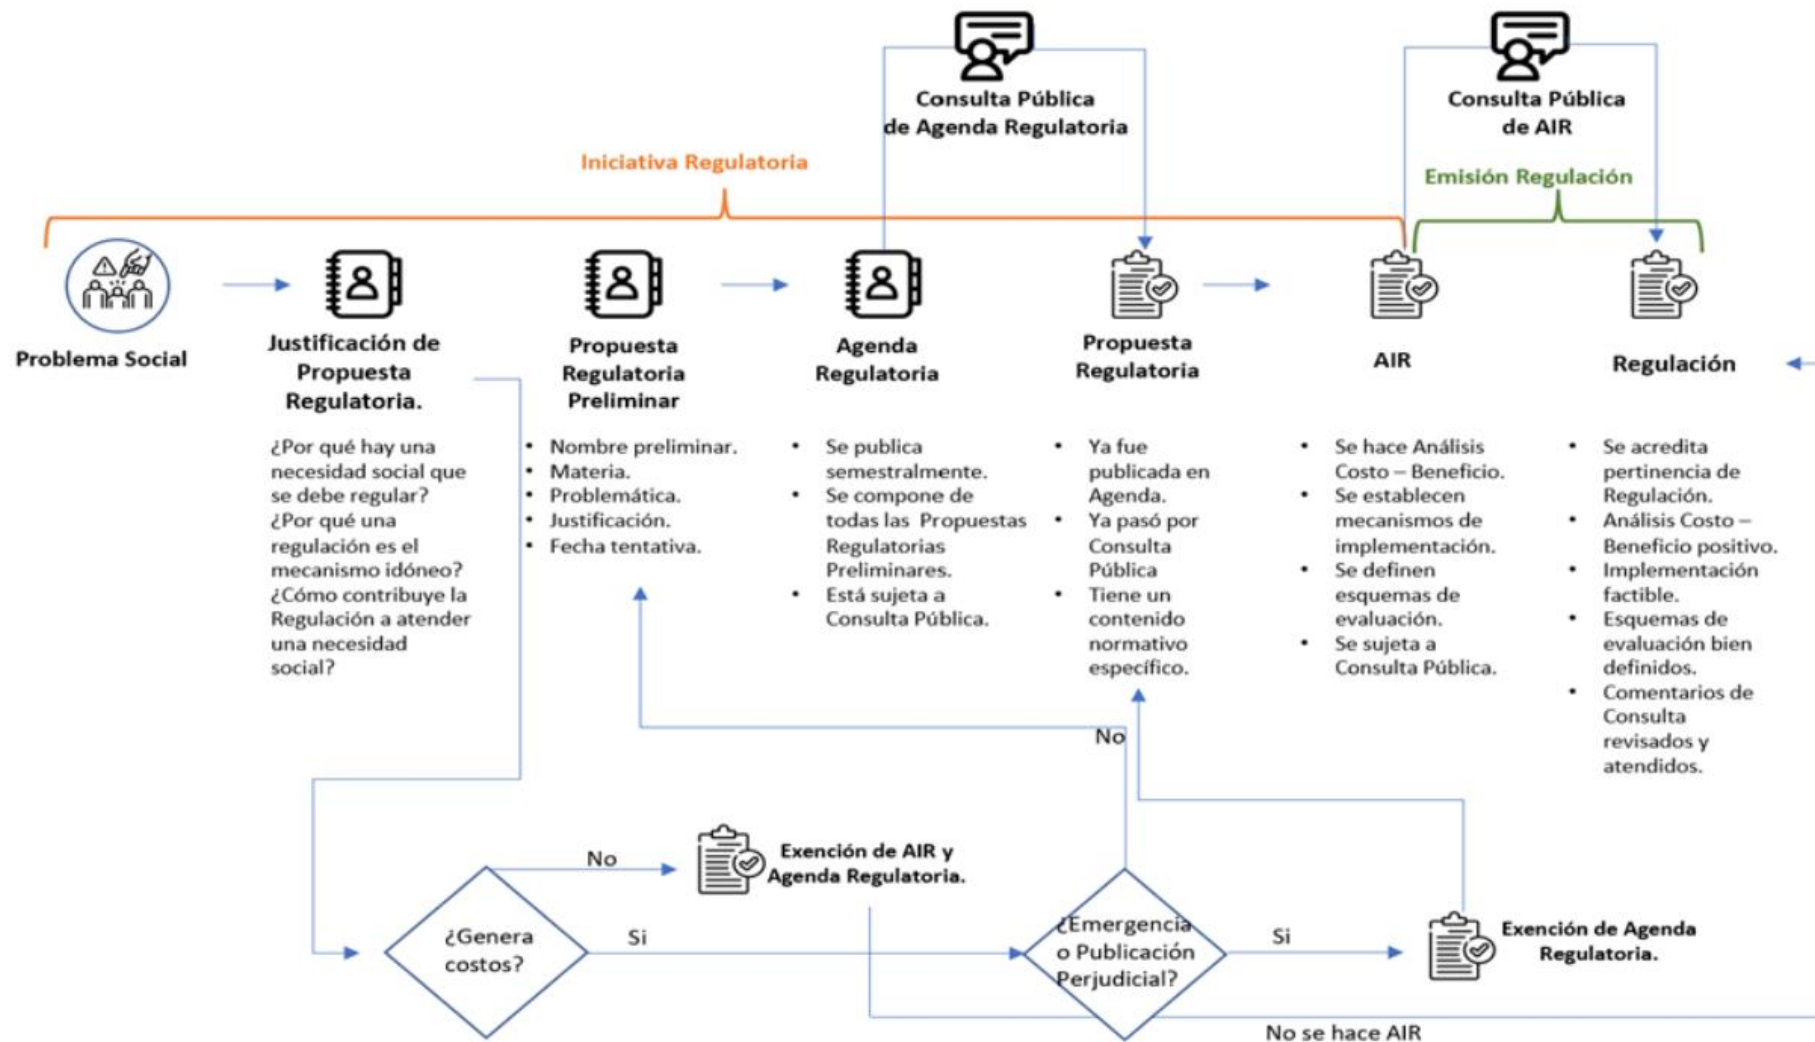 Consulta Pública
de Agenda Regulatoria
Consulta Pública
de AIR
Iniciativa Regulatoria
Emisión Regulación
Problema Social
Justificación de
Propuesta
Regulatoria.
¿Por qué hay una
necesidad social que
se debe regular?
¿Por qué una
regulación es el
mecanismo idóneo?
¿Cómo contribuye la
Regulación a atender
una necesidad
social?
Propuesta
Regulatoria
Preliminar
• Nombre preliminar.
• Materia.
• Problemática.
• Justificación.
• Fecha tentativa.
Agenda
Regulatoria
• Se publica
semestralmente.
• Se compone de
todas las Propuestas
Regulatorias
Preliminares.
• Está sujeta a
Consulta Pública.
Propuesta
Regulatoria
• Ya fue
publicada en
Agenda.
• Ya pasó por
Consulta
Pública
• Tiene un
contenido
normativo
específico.
AIR
• Se hace Análisis
Costo – Beneficio.
• Se establecen
mecanismos de
implementación.
• Se definen
esquemas de
evaluación.
• Se sujeta a
Consulta Pública.
Regulación
• Se acredita
pertinencia de
Regulación.
• Análisis Costo –
Beneficio positivo.
• Implementación
factible.
• Esquemas de
evaluación bien
definidos.
• Comentarios de
Consulta
revisados y
atendidos.
¿Genera
costos?
No
Exención de AIR y
Agenda Regulatoria.
Si
¿Emergencia
o Publicación
Perjudicial?
No
Si
Exención de Agenda
Regulatoria.
No se hace AIR